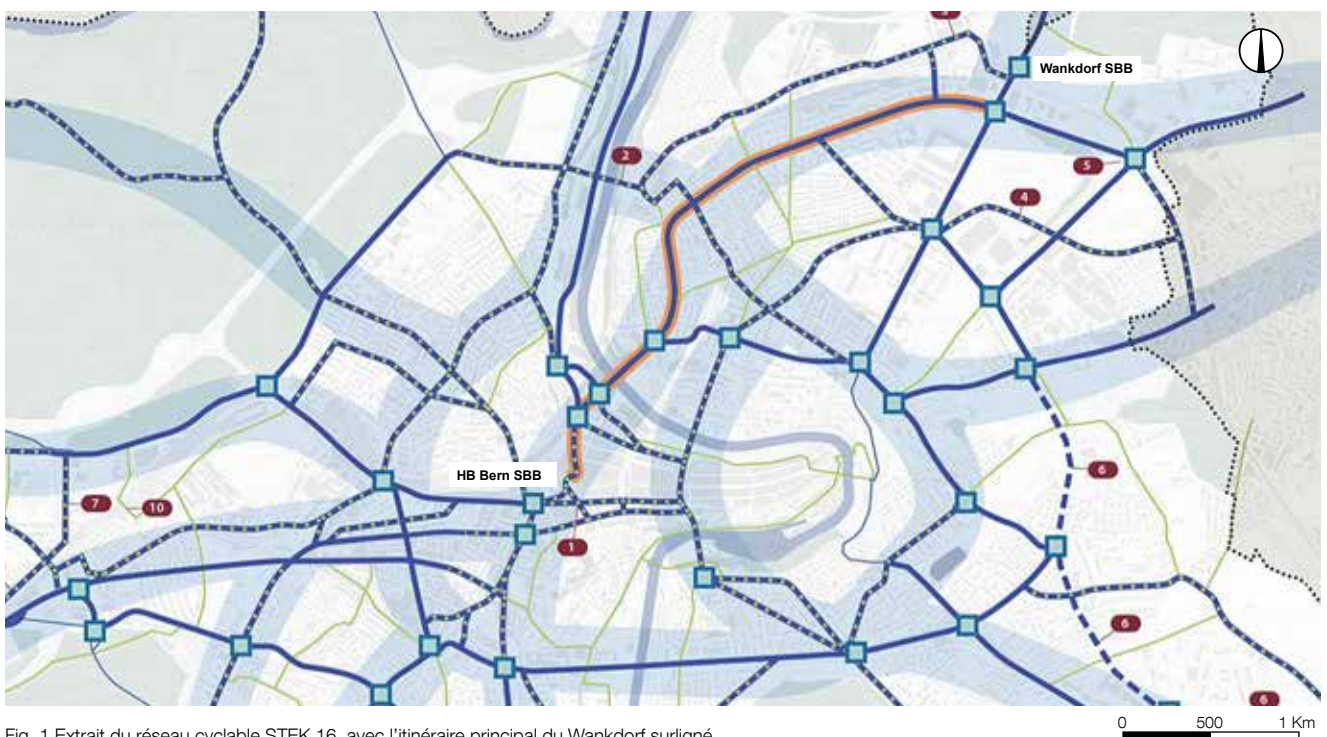 3
Wankdorf SBB
2
5
4
HB Bern SBB
6
7
10
1
6
6
0 500 1 Km
Fig. 1 Extrait du réseau cyclable STEK 16, avec l'itinéraire principal du Wankdorf surligné